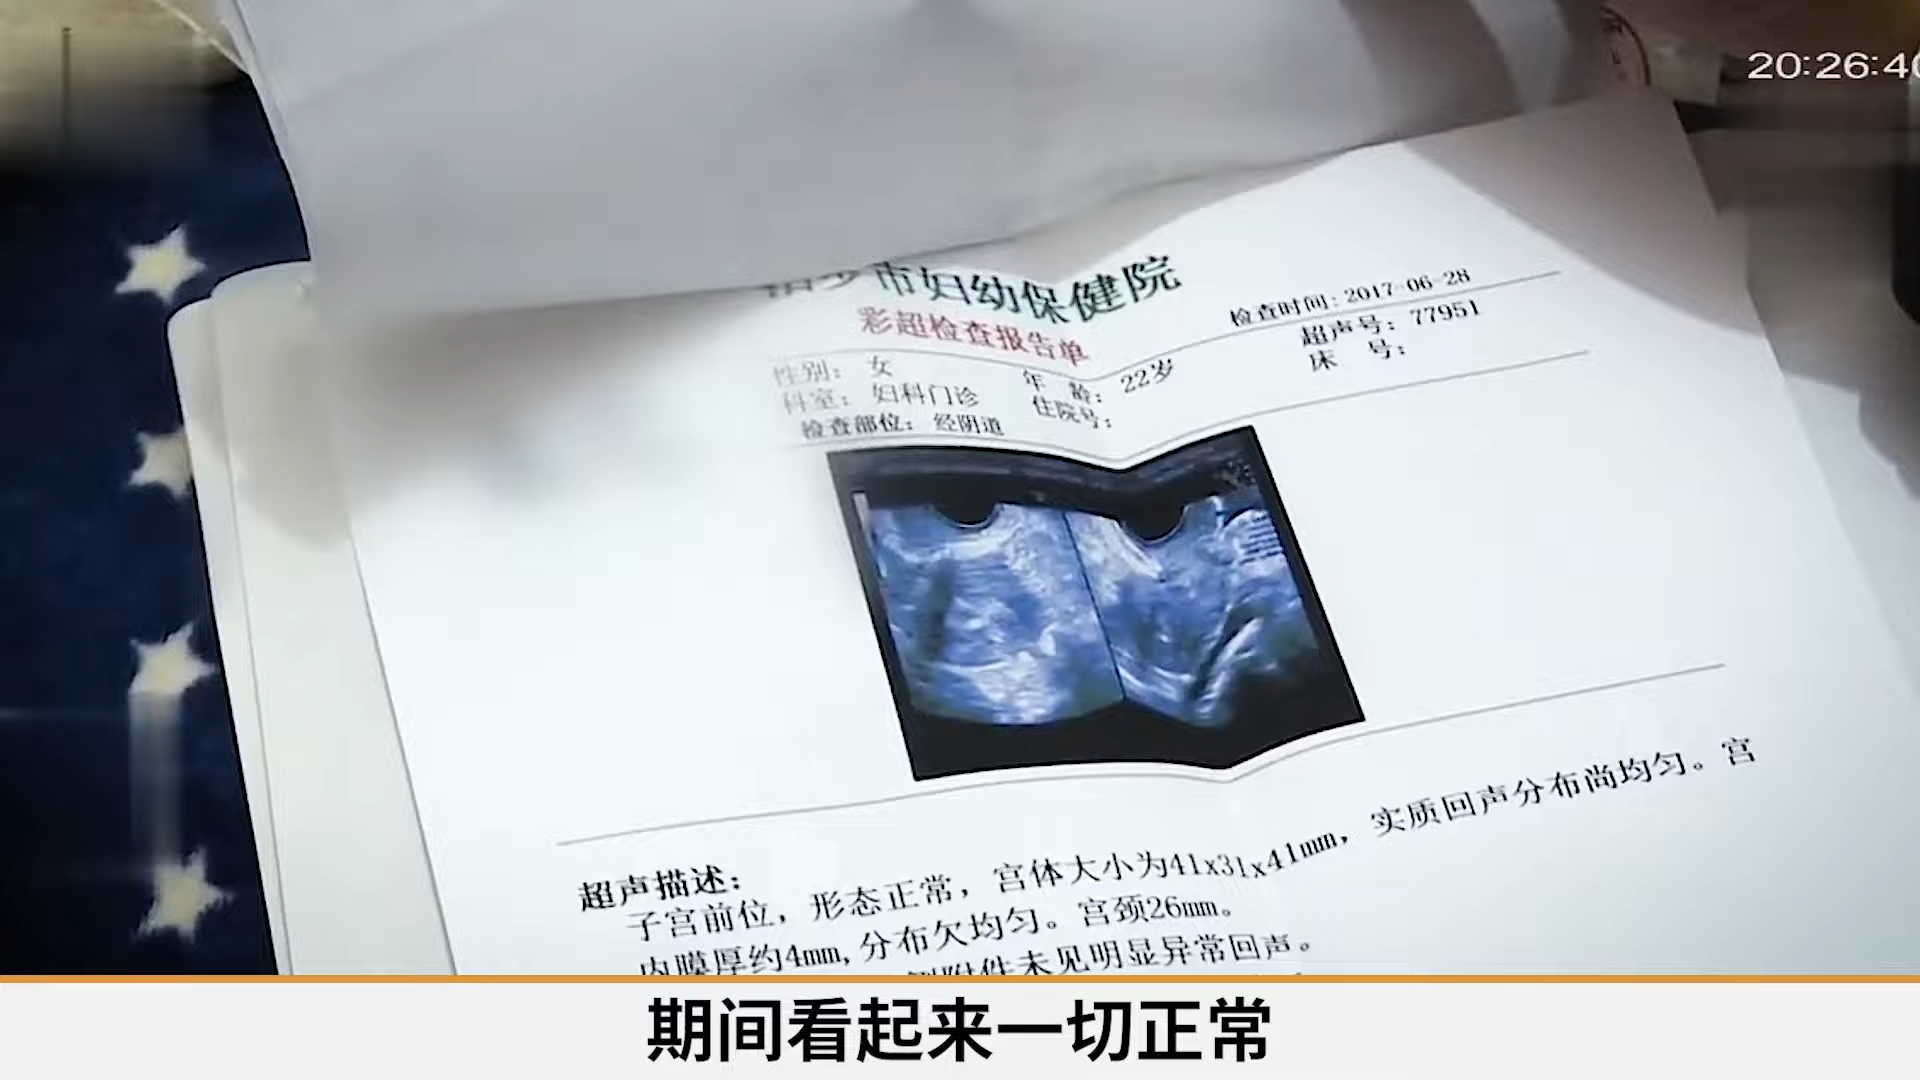 20:26:4
市妇幼保健院
彩超检查报告单
检查时间: 2017-06-28
超声号: 77951
性别: 女 年 龄: 22岁
床 号:
科室: 妇科门诊 住院号:
检查部位: 经阴道
超声描述:
子宫前位，形态正常，宫体大小为41x31x41mm，实质回声分布尚均匀。宫
内膜厚约4mm,分布欠均匀。宫颈26mm。
侧附件未见明显异常回声。
期间看起来一切正常